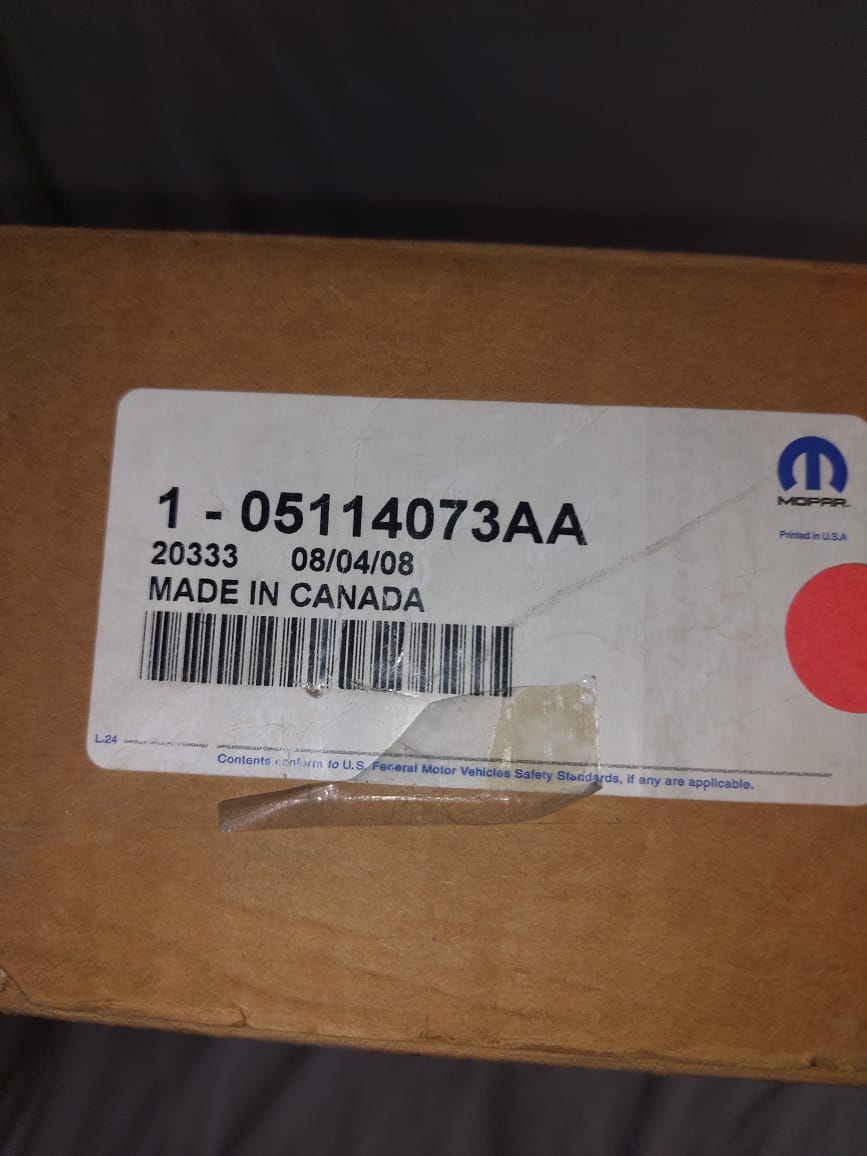 MOPAR.
Printed in U.S.A
1 - 05114073AA
20333 08/04/08
MADE IN CANADA
L-24
Contents conform to U.S. Federal Motor Vehicles Safety Standards, if any are applicable.